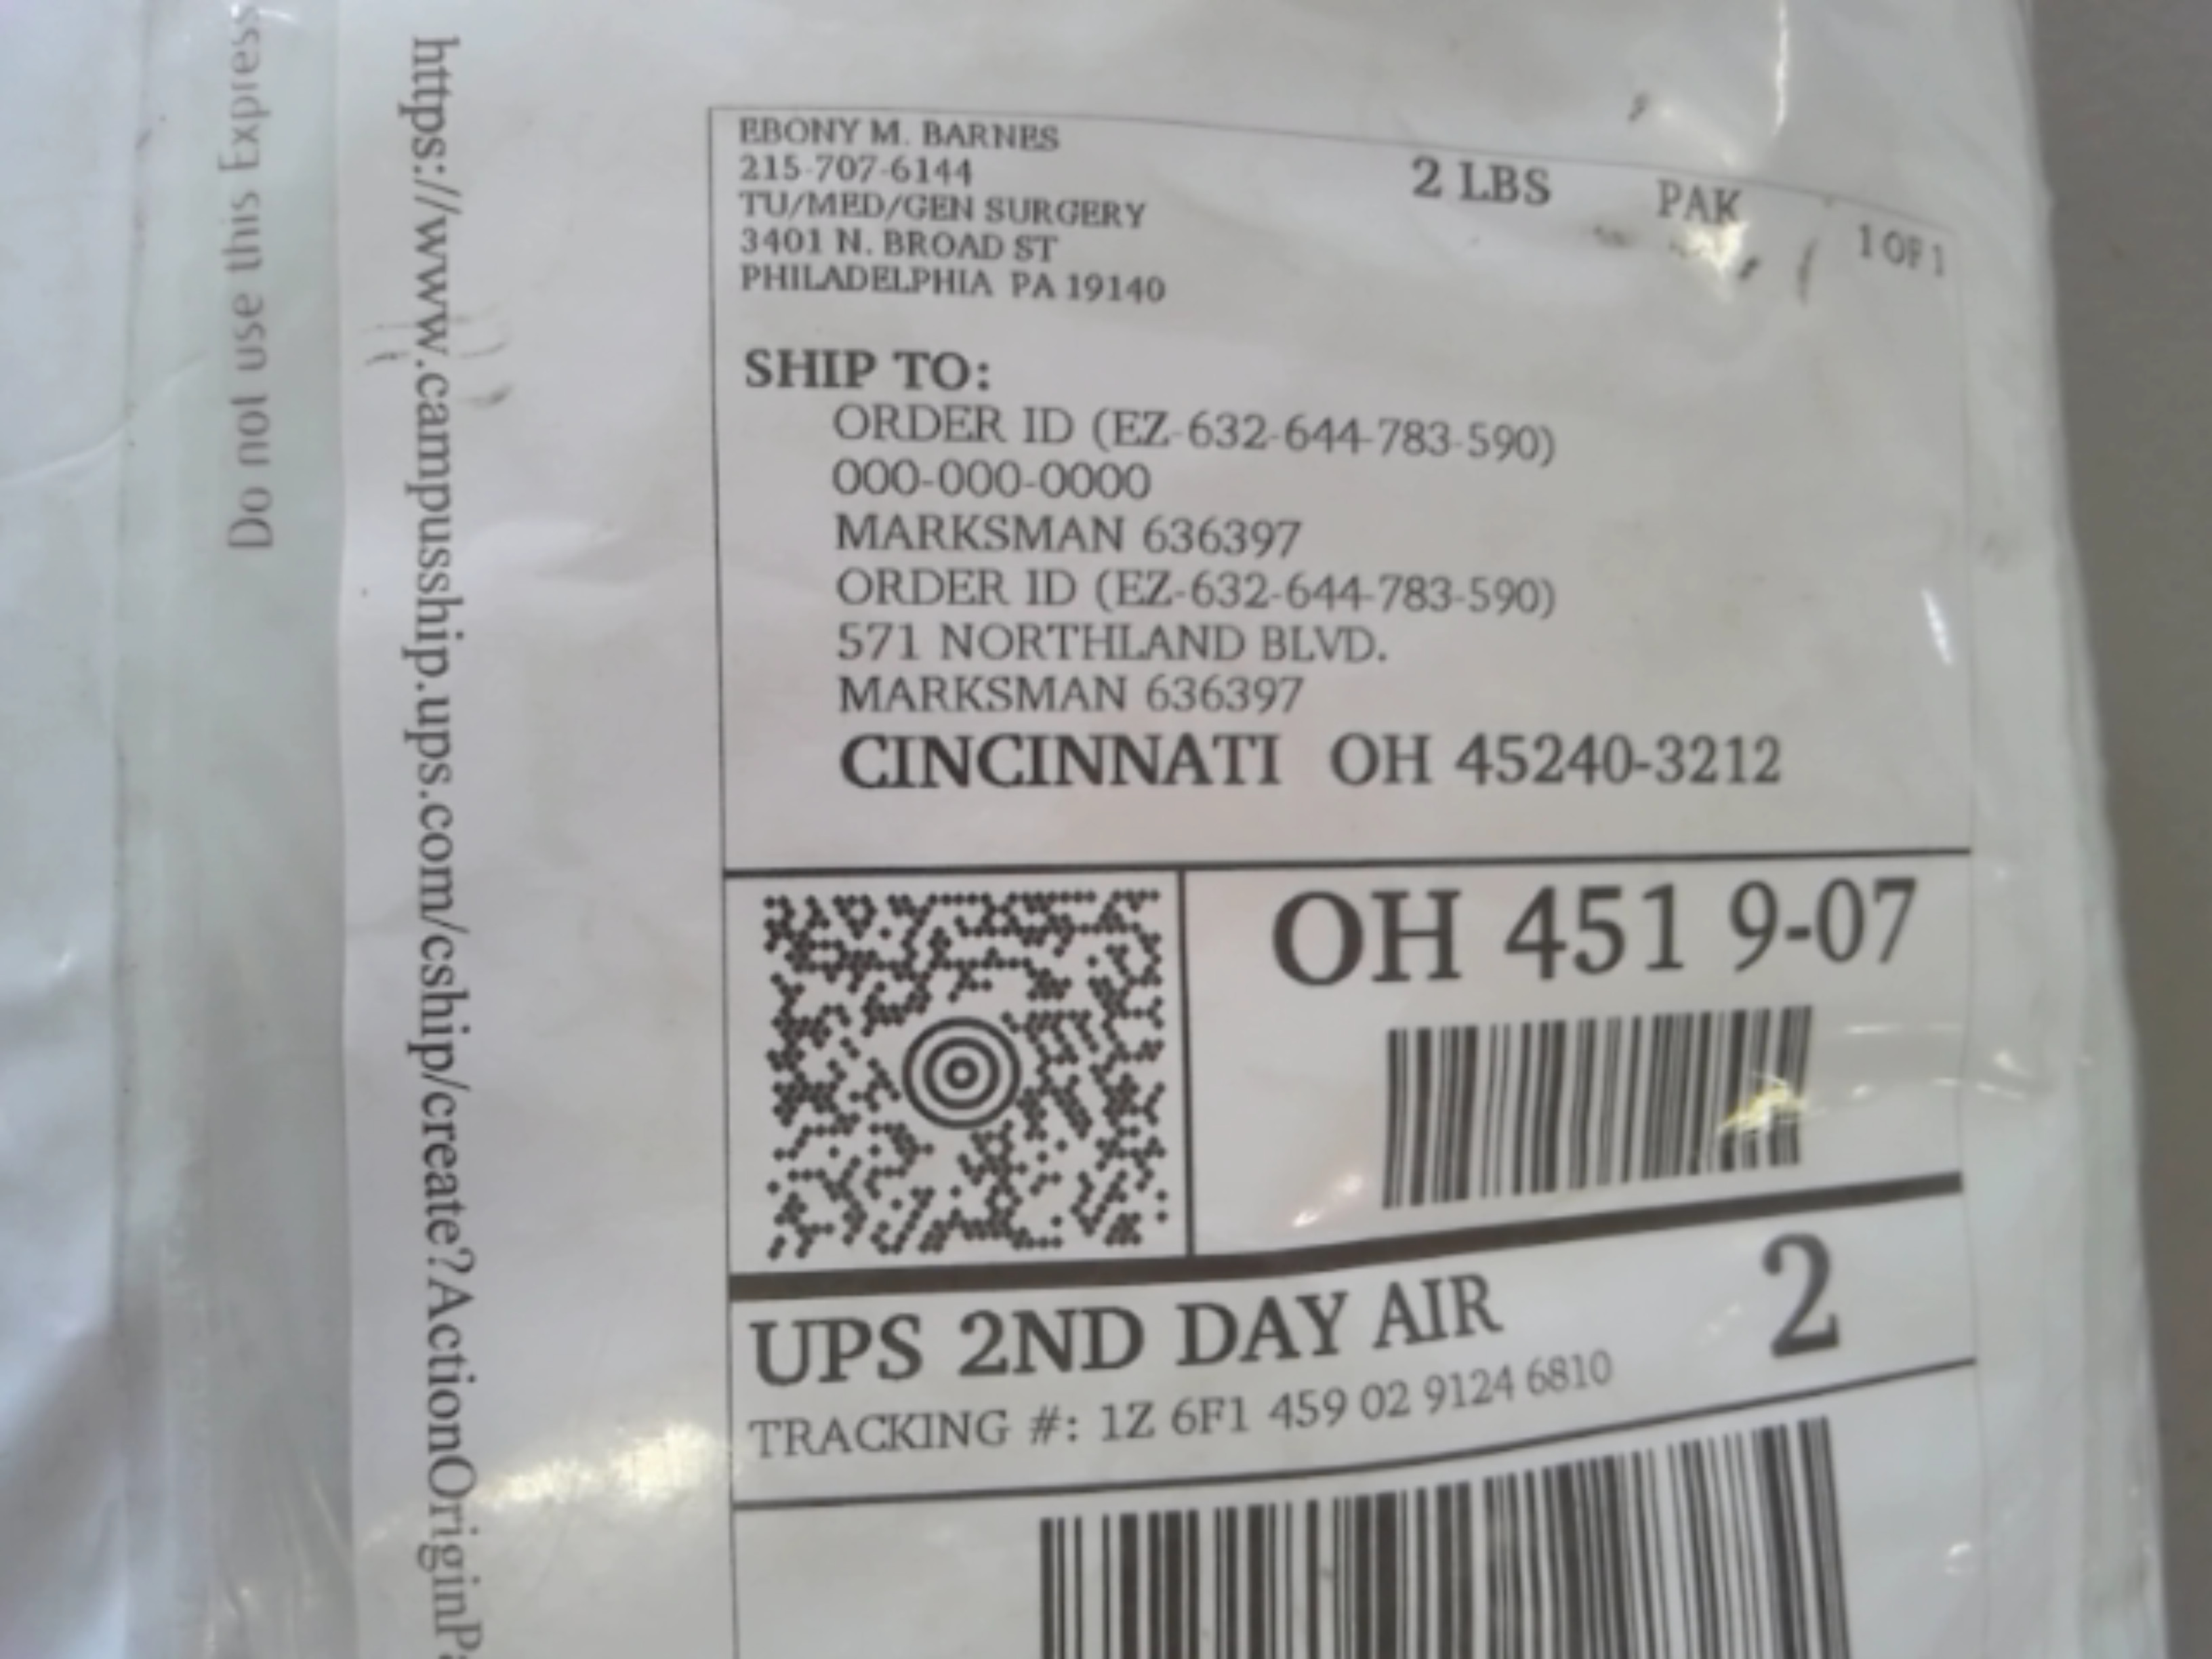 Do not use this Express
https://www.campusship.ups.com/cship/create?ActionOriginPa
EBONY M. BARNES
215-707-6144
TU/MED/GEN SURGERY
3401 N. BROAD ST
PHILADELPHIA PA 19140
2 LBS PAK 1 OF 1
SHIP TO:
ORDER ID (EZ-632-644-783-590)
000-000-0000
MARKSMAN 636397
ORDER ID (EZ-632-644-783-590)
571 NORTHLAND BLVD.
MARKSMAN 636397
CINCINNATI OH 45240-3212
OH 451 9-07
UPS 2ND DAY AIR 2
TRACKING #: 1Z 6F1 459 02 9124 6810